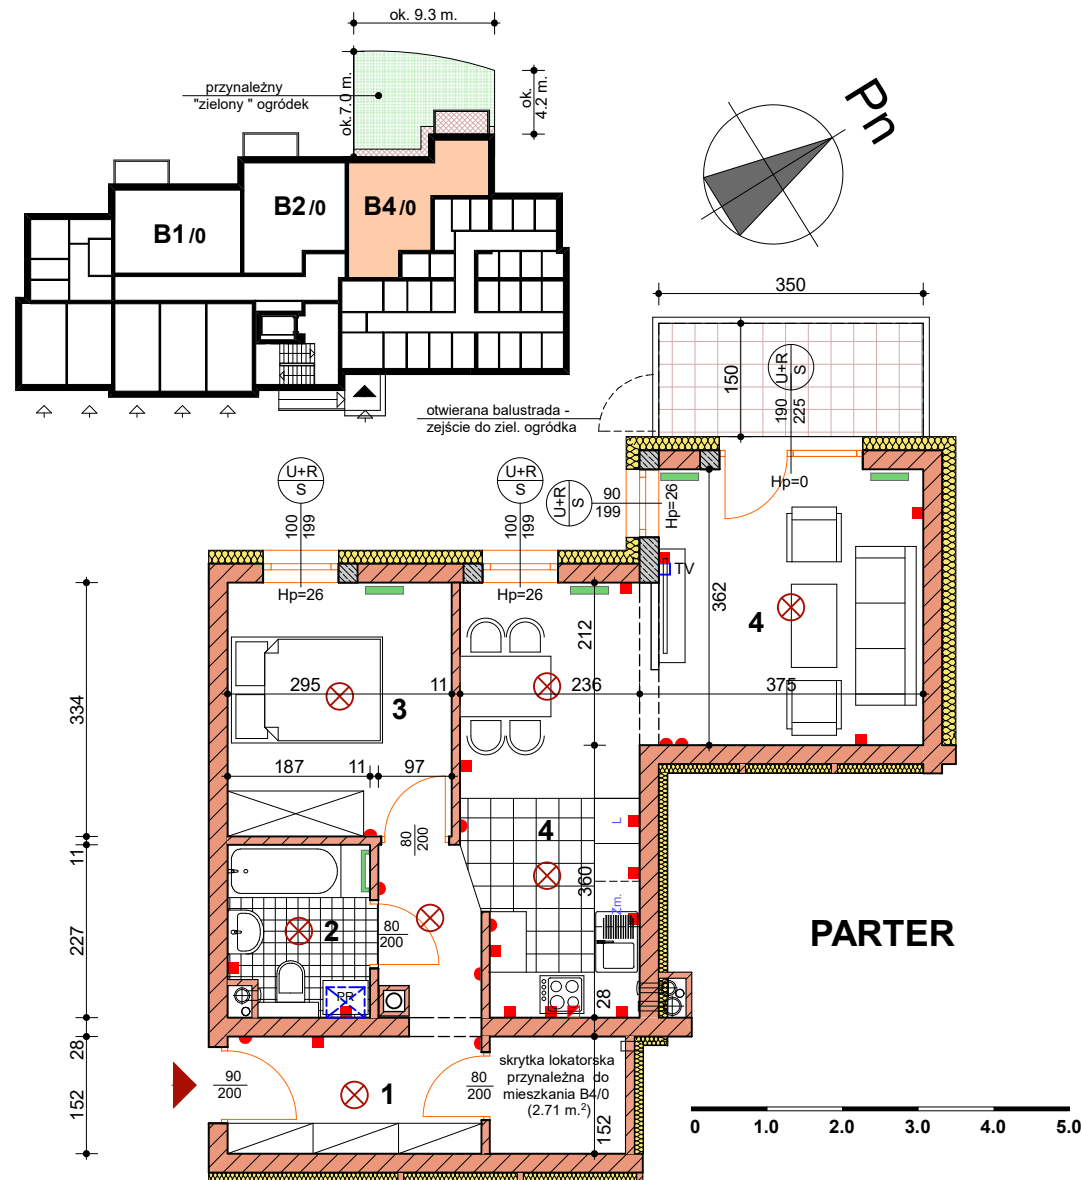 ok. 9.3 m.
przynależny
"zielony " ogródek
ok.7.0 m.
ok.
4.2 m.
Pn
B1/0
B2/0
B4/0
350
150
U+R
S
190
225
otwierana balustrada -
zejście do ziel. ogródka
Hp=0
U+R
S
100
199
Hp=26
U+R
S
100
199
Hp=26
U+R
S
90
199
Hp=26
TV
362
4
212
334
295
11
3
236
375
187
11
97
80
200
4
L
360
Zm.
11
227
2
80
200
PR
28
PARTER
28
152
90
200
1
80
200
skrytka lokatorska
przynależna do
mieszkania B4/0
(2.71 m.²)
152
0 1.0 2.0 3.0 4.0 5.0